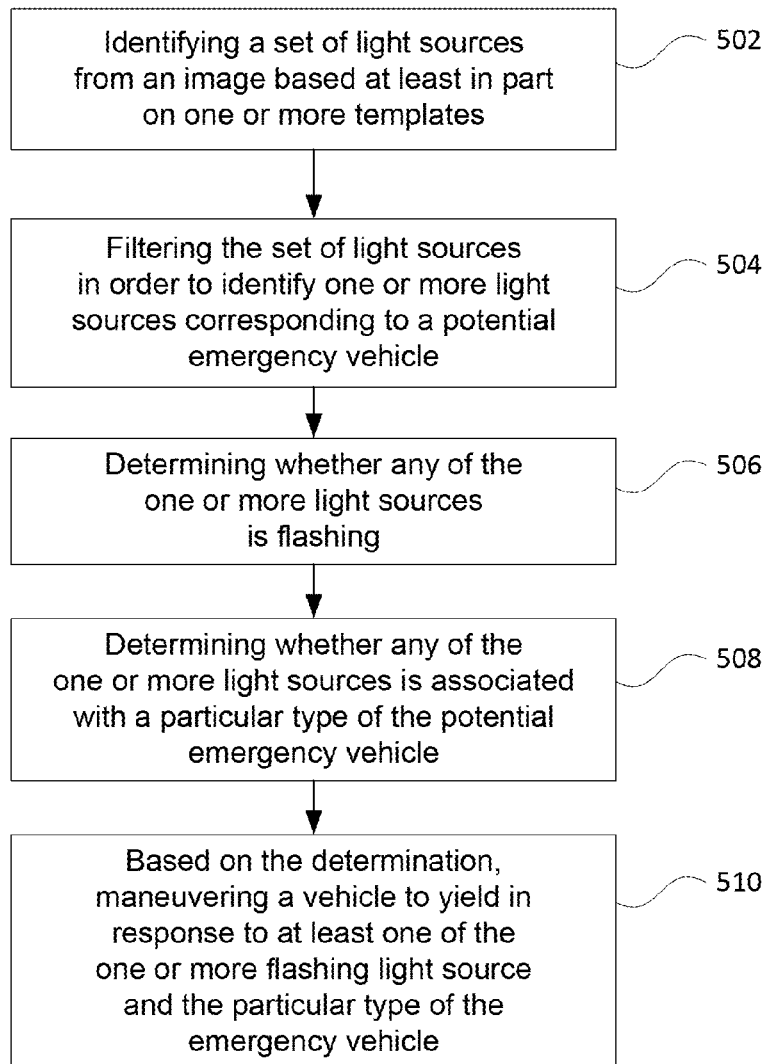 Identifying a set of light sources
from an image based at least in part
on one or more templates
502
Filtering the set of light sources
in order to identify one or more light
sources corresponding to a potential
emergency vehicle
504
Determining whether any of the
one or more light sources
is flashing
506
Determining whether any of the
one or more light sources is associated
with a particular type of the potential
emergency vehicle
508
Based on the determination,
maneuvering a vehicle to yield in
response to at least one of the
one or more flashing light source
and the particular type of the
emergency vehicle
510